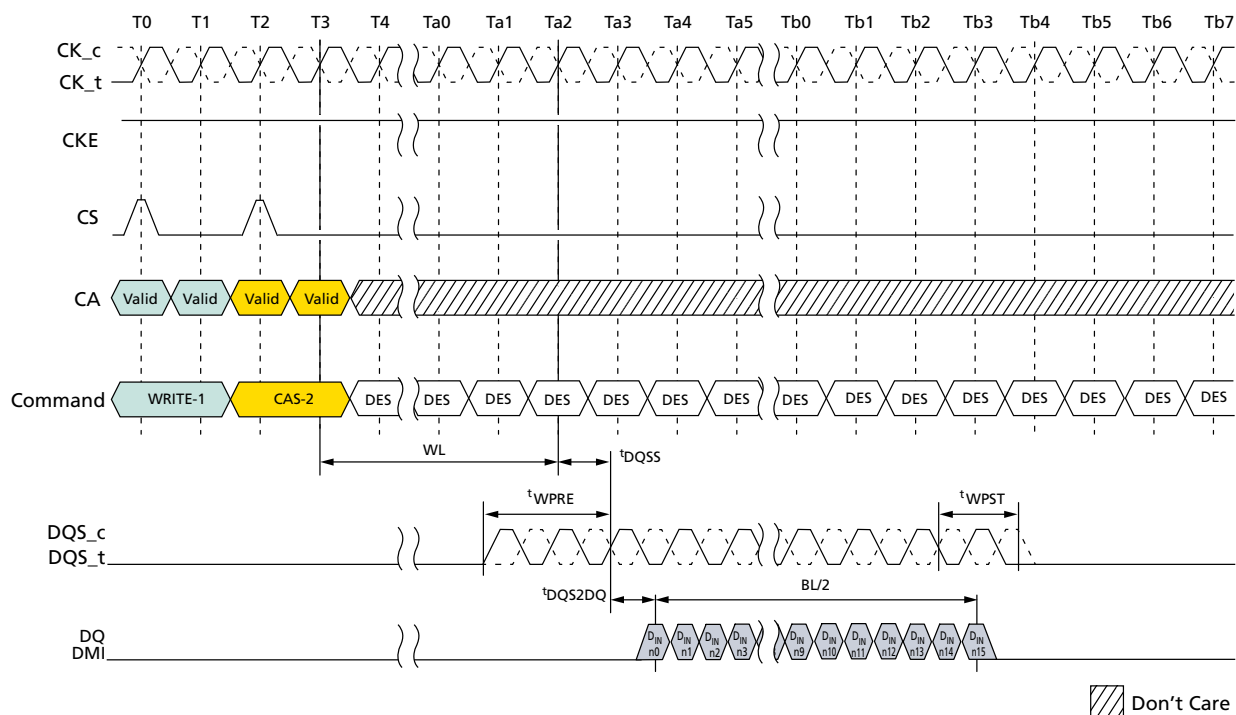 T0 T1 T2 T3 T4 Ta0 Ta1 Ta2 Ta3 Ta4 Ta5 Tb0 Tb1 Tb2 Tb3 Tb4 Tb5 Tb6 Tb7
CK_c
CK_t
CKE
CS
CA Valid Valid Valid Valid
Command WRITE-1 CAS-2 DES DES DES DES DES DES DES DES DES DES DES DES DES DES DES
WL tDQSS
tWPRE tWPST
DQS_c
DQS_t
tDQS2DQ BL/2
DQ
DMI
DIN n0 DIN n1 DIN n2 DIN n3 DIN n9 DIN n10 DIN n11 DIN n12 DIN n13 DIN n14 DIN n15
Don't Care